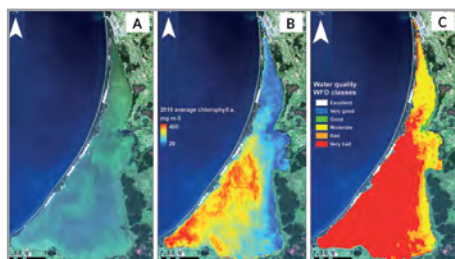 A
B
2010 average chlorophyll a,
mg m-3
400
20
C
Water quality
WFD classes
Excellent
Very good
Good
Moderate
Bad
Very bad